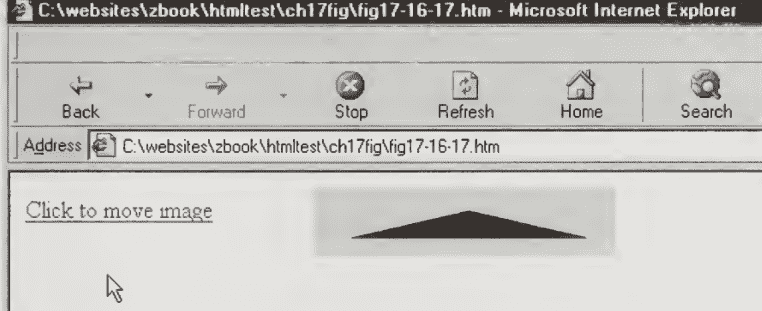 C:\websites\zbook\htmltest\ch17fig\fig17-16-17.htm - Microsoft Internet Explorer
Back Forward Stop Refresh Home Search
Address C:\websites\zbook\htmltest\ch17fig\fig17-16-17.htm
Click to move image